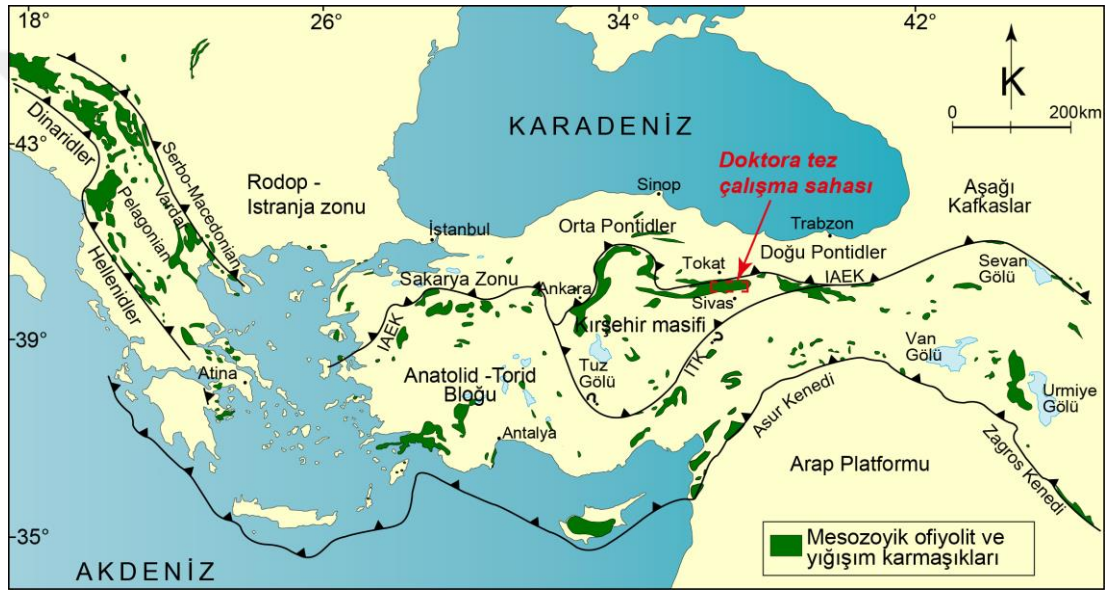 18°
26°
34°
42°
43°
39°
35°
K
0
200km
KARADENİZ
Dinaridler
Serbo-Macedonian
Vardar
Pelagonian
Hellenidler
Rodop -
Istranja zonu
İstanbul
Sinop
Doktora tez
çalışma sahası
Orta Pontidler
Trabzon
Aşağı
Kafkaslar
Doğu Pontidler
Tokat
IAEK
Sevan
Gölü
Sakarya Zonu
Ankara
Sivas
Kırşehir masifi
IAEK
Tuz
Gölü
?
ITK
?
Van
Gölü
Urmiye
Gölü
Atina
Anatolid -Torid
Bloğu
Antalya
Asur Kenedi
Arap Platformu
Zagros Kenedi
Mesozoyik ofiyolit ve
yığışım karmaşıkları
AKDENİZ